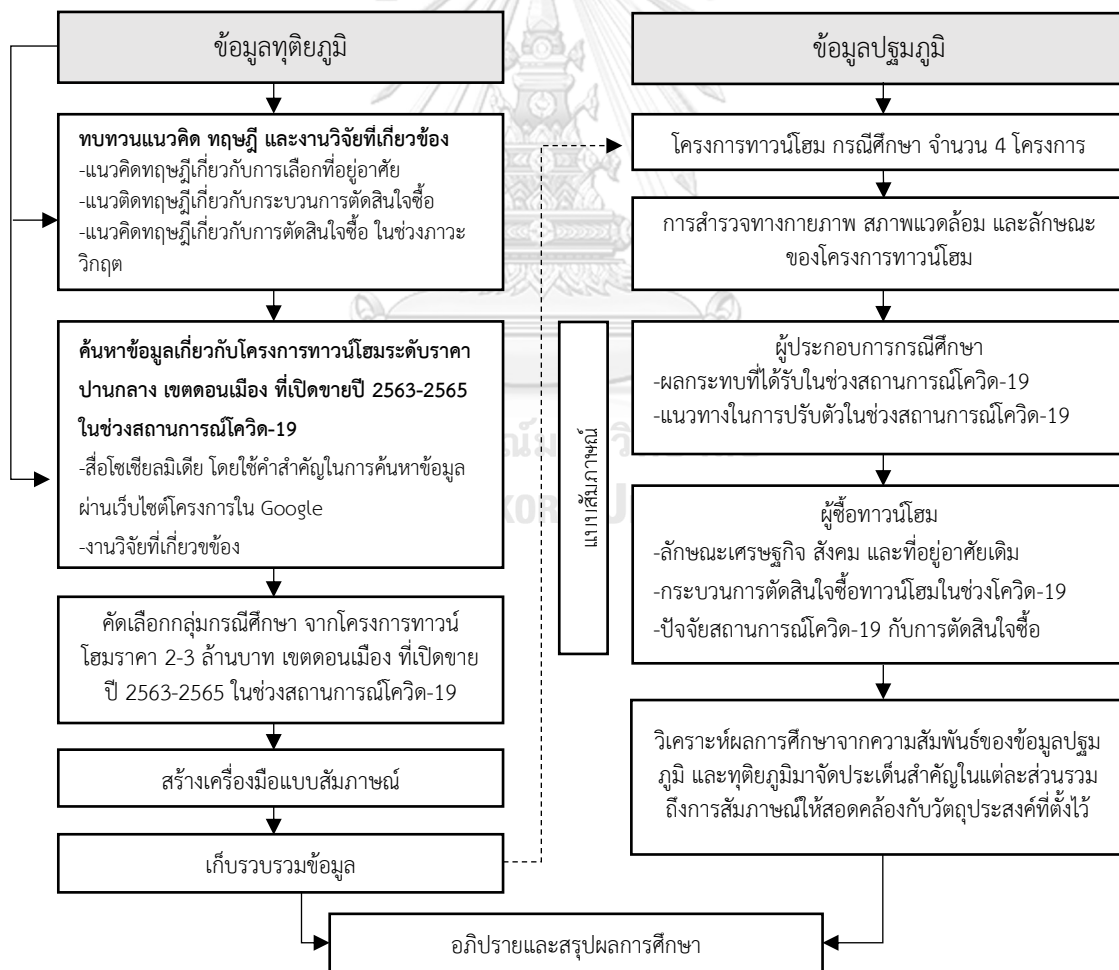 ข้อมูลทุติยภูมิ
ทบทวนแนวคิด ทฤษฎี และงานวิจัยที่เกี่ยวข้อง
-แนวคิดทฤษฎีเกี่ยวกับการเลือกที่อยู่อาศัย
-แนวติดทฤษฎีเกี่ยวกับกระบวนการตัดสินใจซื้อ
-แนวคิดทฤษฎีเกี่ยวกับการตัดสินใจซื้อ ในช่วงภาวะ
วิกฤต
ค้นหาข้อมูลเกี่ยวกับโครงการทาวน์โฮมระดับราคา
ปานกลาง เขตดอนเมือง ที่เปิดขายปี 2563-2565
ในช่วงสถานการณ์โควิด-19
-สื่อโซเชียลมิเดีย โดยใช้คำสำคัญในการค้นหาข้อมูล
ผ่านเว็บไซต์โครงการใน Google
-งานวิจัยที่เกี่ยวขข้อง
คัดเลือกกลุ่มกรณีศึกษา จากโครงการทาวน์
โฮมราคา 2-3 ล้านบาท เขตดอนเมือง ที่เปิดขาย
ปี 2563-2565 ในช่วงสถานการณ์โควิด-19
สร้างเครื่องมือแบบสัมภาษณ์
เก็บรวบรวมข้อมูล
ข้อมูลปฐมภูมิ
โครงการทาวน์โฮม กรณีศึกษา จำนวน 4 โครงการ
การสำรวจทางกายภาพ สภาพแวดล้อม และลักษณะ
ของโครงการทาวน์โฮม
แบบสัมภาษณ์
ผู้ประกอบการกรณีศึกษา
-ผลกระทบที่ได้รับในช่วงสถานการณ์โควิด-19
-แนวทางในการปรับตัวในช่วงสถานการณ์โควิด-19
ผู้ซื้อทาวน์โฮม
-ลักษณะเศรษฐกิจ สังคม และที่อยู่อาศัยเดิม
-กระบวนการตัดสินใจซื้อทาวน์โฮมในช่วงโควิด-19
-ปัจจัยสถานการณ์โควิด-19 กับการตัดสินใจซื้อ
วิเคราะห์ผลการศึกษาจากความสัมพันธ์ของข้อมูลปฐม
ภูมิ และทุติยภูมิมาจัดประเด็นสำคัญในแต่ละส่วนรวม
ถึงการสัมภาษณ์ให้สอดคล้องกับวัตถุประสงค์ที่ตั้งไว้
อภิปรายและสรุปผลการศึกษา